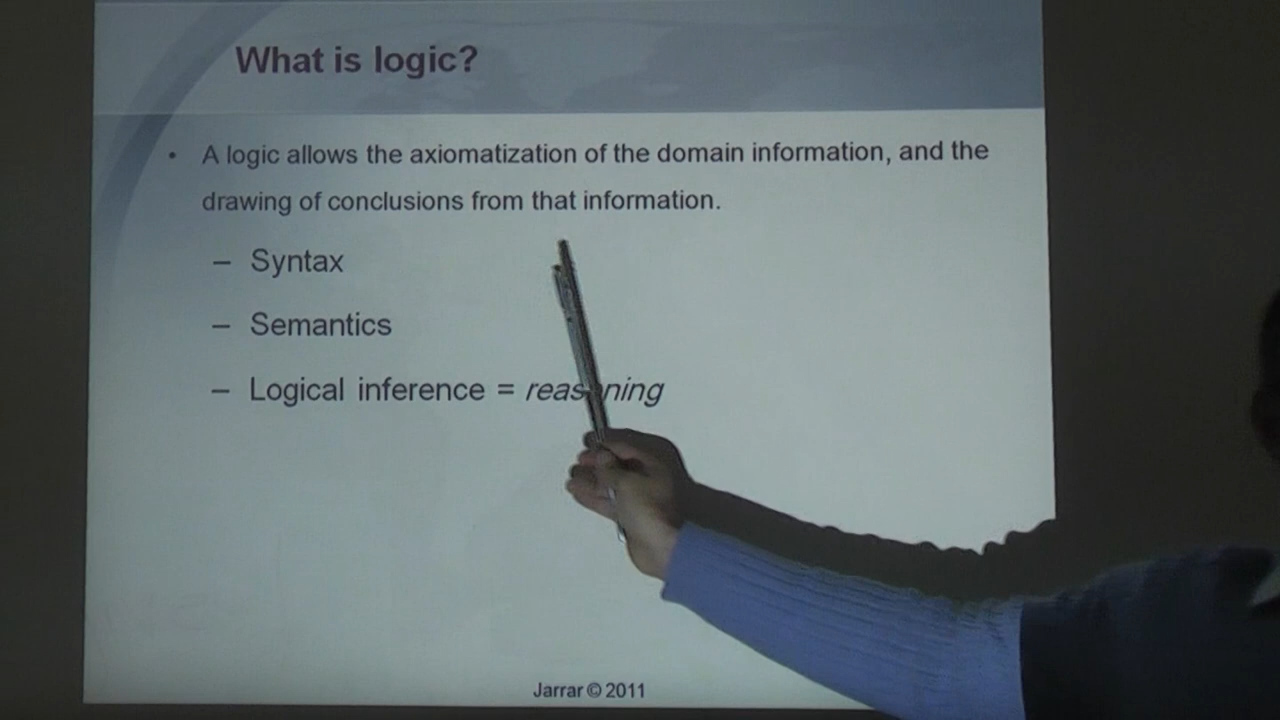 What is logic?
• A logic allows the axiomatization of the domain information, and the
drawing of conclusions from that information.
– Syntax
– Semantics
– Logical inference = reasoning
Jarrar © 2011